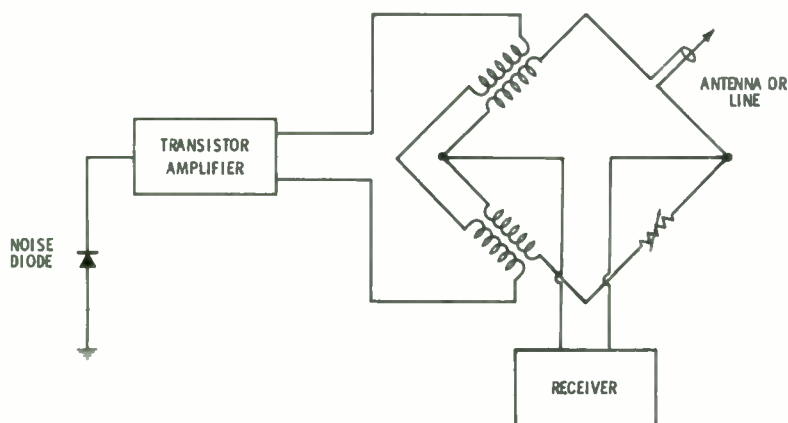 TRANSISTOR
AMPLIFIER
NOISE
DIODE
ANTENNA OR
LINE
RECEIVER